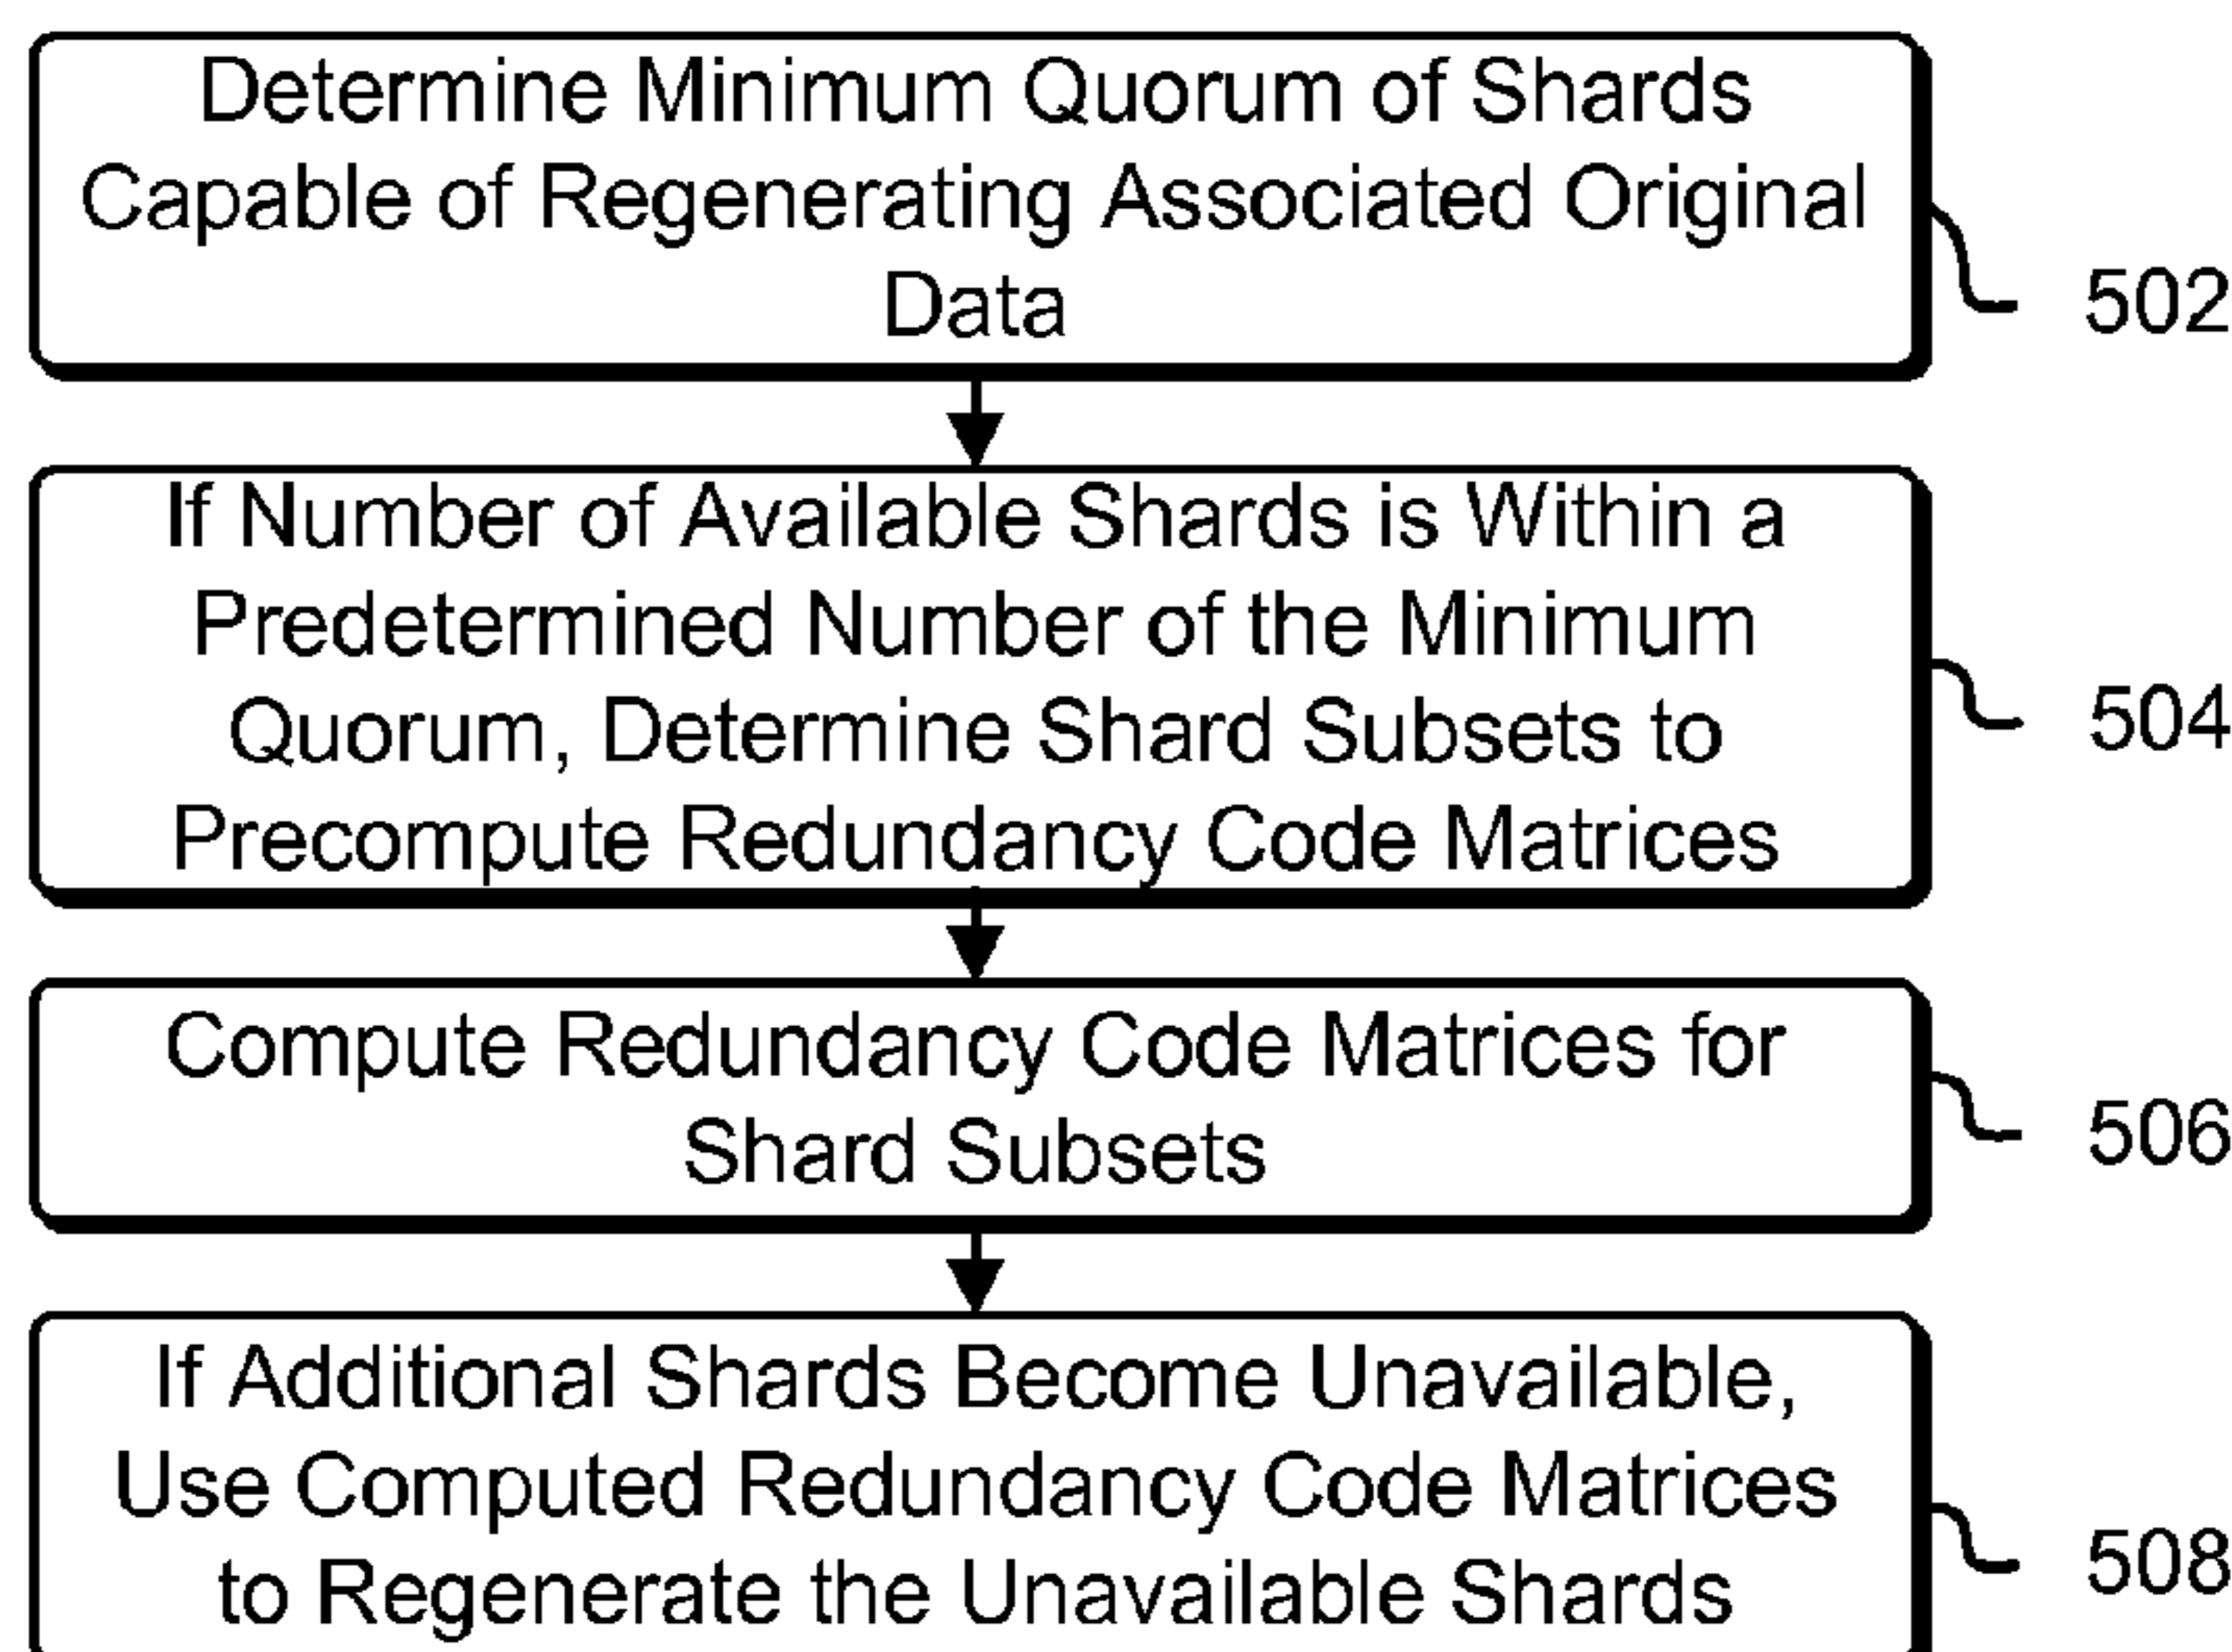 Determine Minimum Quorum of Shards
Capable of Regenerating Associated Original
Data
502
If Number of Available Shards is Within a
Predetermined Number of the Minimum
Quorum, Determine Shard Subsets to
Precompute Redundancy Code Matrices
504
Compute Redundancy Code Matrices for
Shard Subsets
506
If Additional Shards Become Unavailable,
Use Computed Redundancy Code Matrices
to Regenerate the Unavailable Shards
508